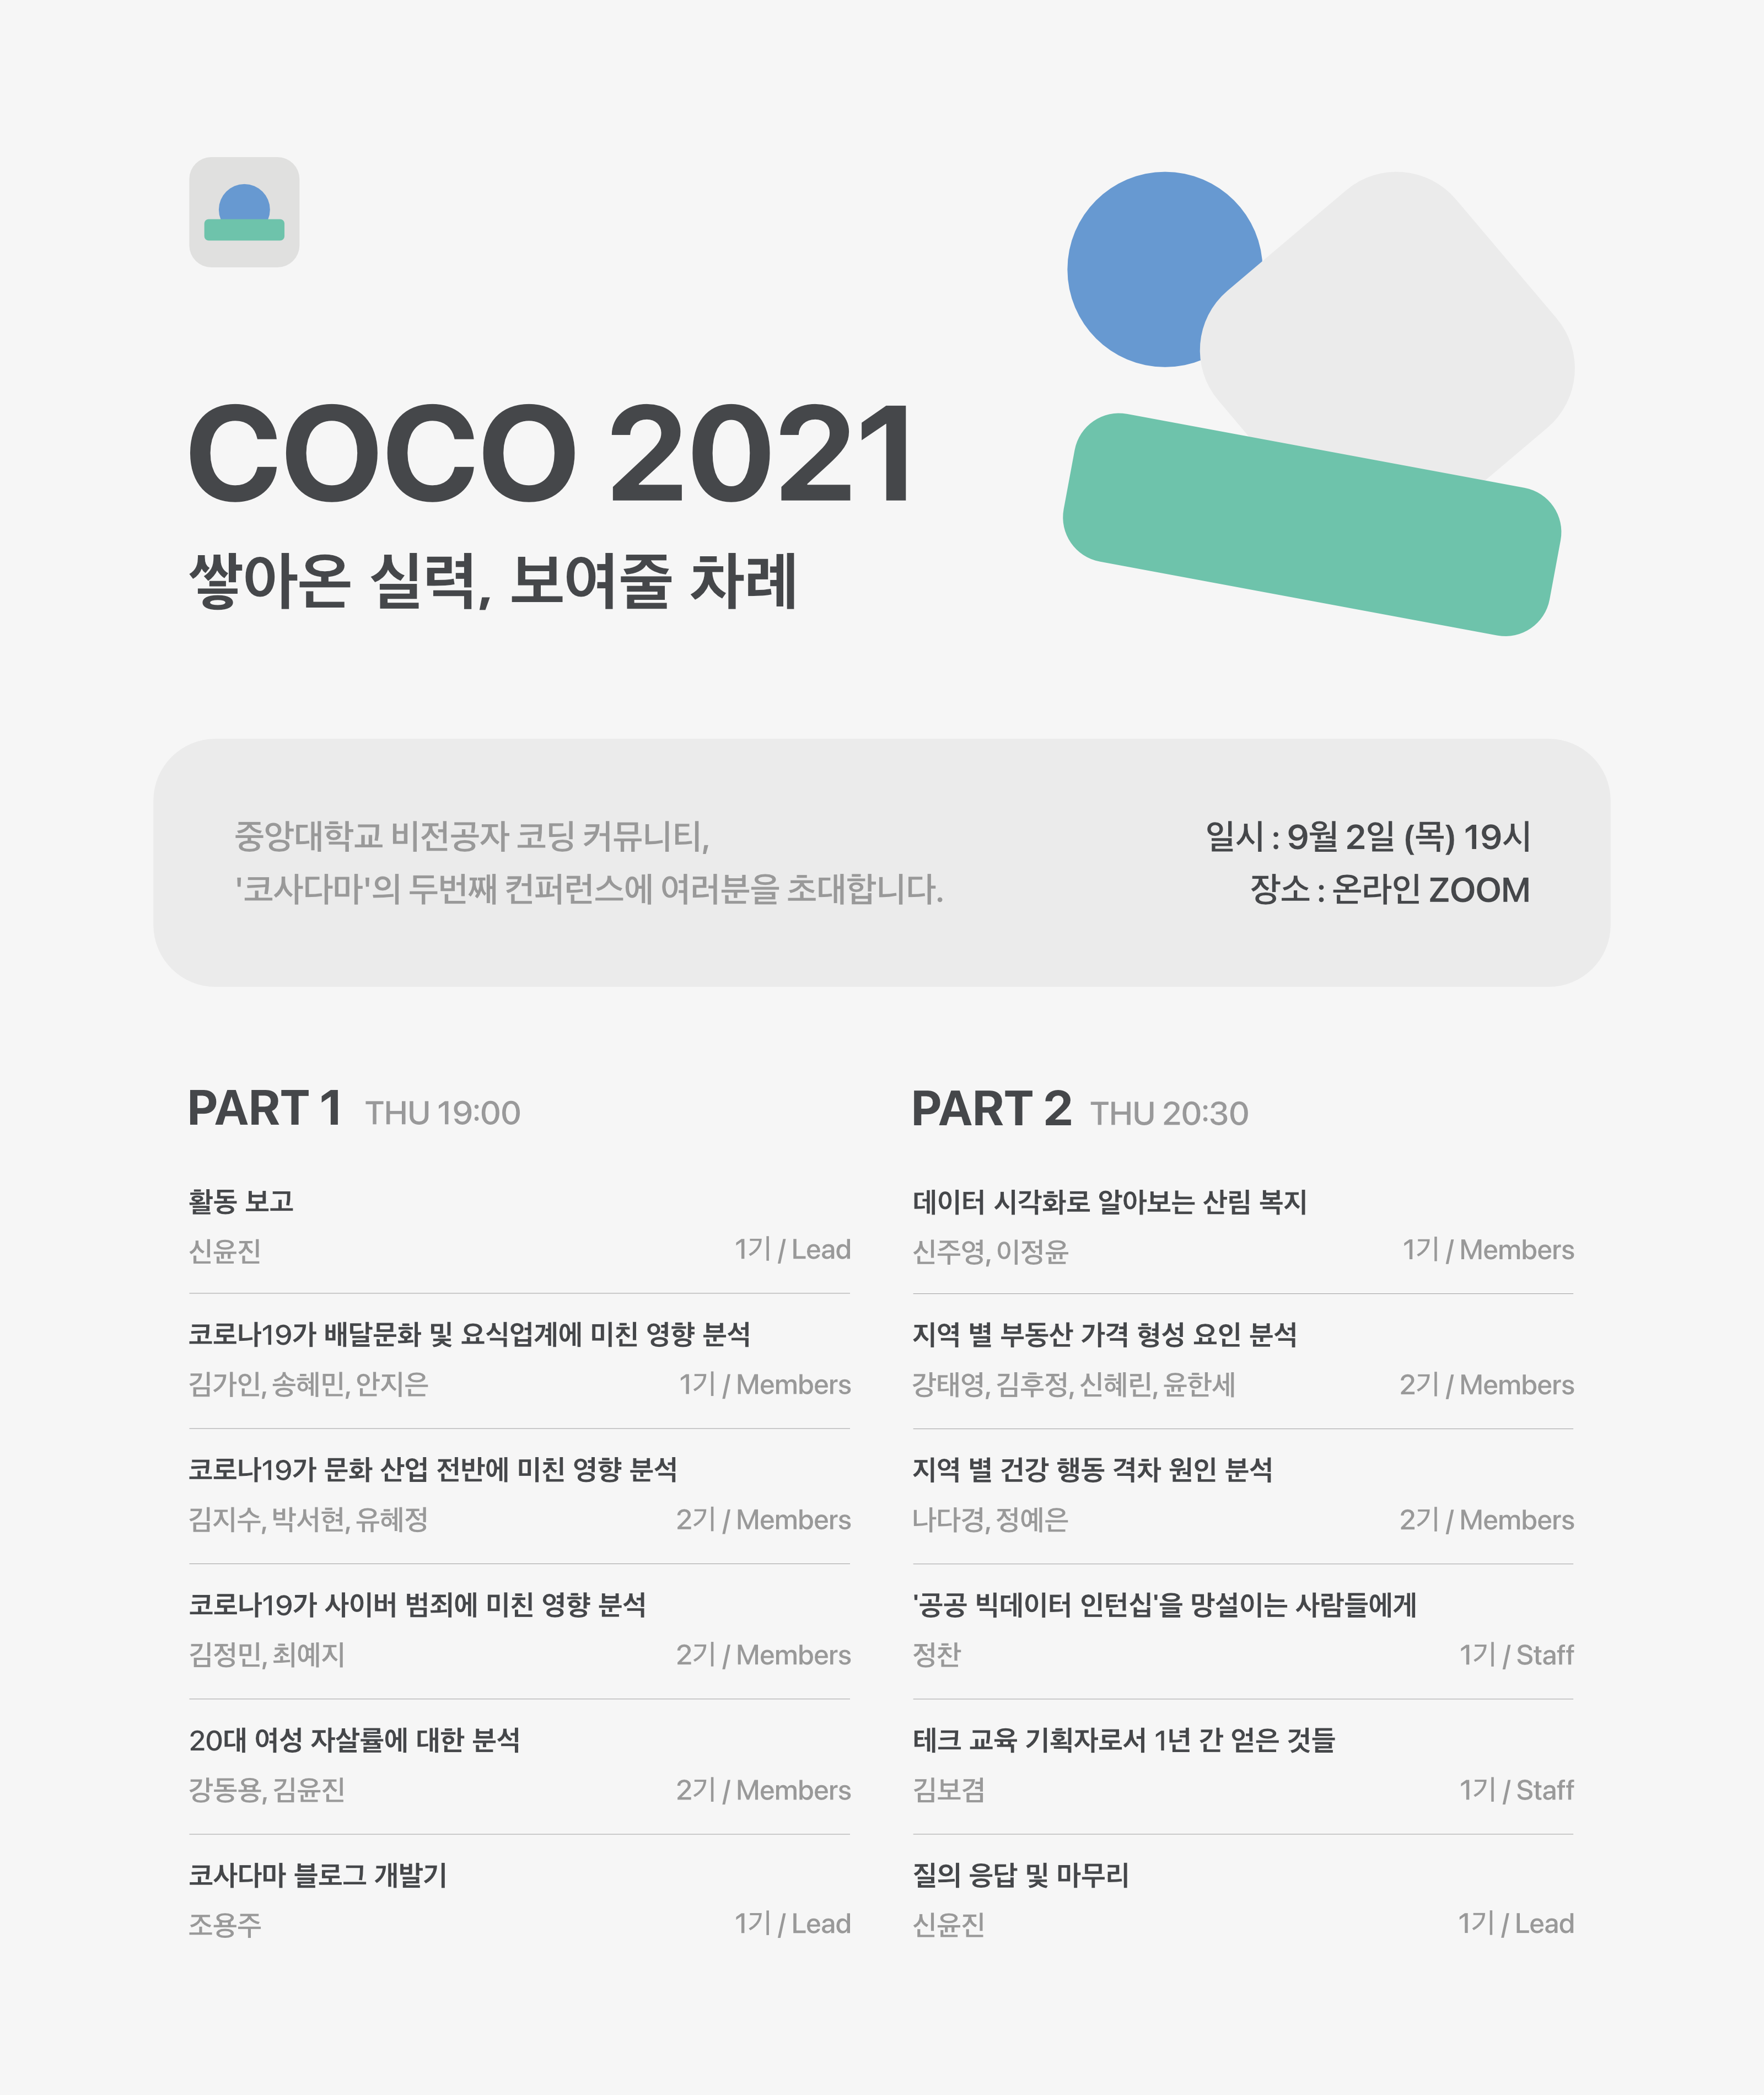 COCO 2021
쌓아온 실력, 보여줄 차례
중앙대학교 비전공자 코딩 커뮤니티,
'코사다마'의 두번째 컨퍼런스에 여러분을 초대합니다.
일시 : 9월 2일 (목) 19시
장소 : 온라인 ZOOM
PART 1 THU 19:00
활동 보고
신윤진 1기 / Lead
코로나19가 배달문화 및 요식업계에 미친 영향 분석
김가인, 송혜민, 안지은 1기 / Members
코로나19가 문화 산업 전반에 미친 영향 분석
김지수, 박서현, 유혜정 2기 / Members
코로나19가 사이버 범죄에 미친 영향 분석
김정민, 최예지 2기 / Members
20대 여성 자살률에 대한 분석
강동용, 김윤진 2기 / Members
코사다마 블로그 개발기
조용주 1기 / Lead
PART 2 THU 20:30
데이터 시각화로 알아보는 산림 복지
신주영, 이정윤 1기 / Members
지역 별 부동산 가격 형성 요인 분석
강태영, 김후정, 신혜린, 윤한세 2기 / Members
지역 별 건강 행동 격차 원인 분석
나다경, 정예은 2기 / Members
'공공 빅데이터 인턴십'을 망설이는 사람들에게
정찬 1기 / Staff
테크 교육 기획자로서 1년 간 얻은 것들
김보겸 1기 / Staff
질의 응답 및 마무리
신윤진 1기 / Lead